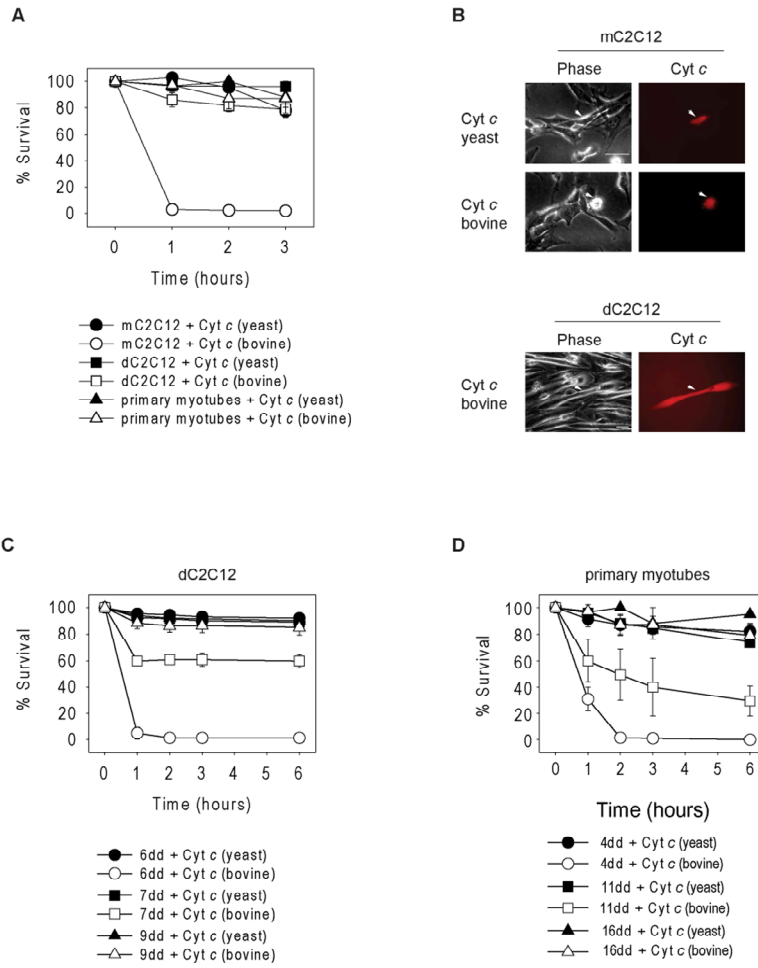 A
100
80
60
40
20
0
% Survival
0 1 2 3
Time (hours)
mC2C12 + Cyt c (yeast)
mC2C12 + Cyt c (bovine)
dC2C12 + Cyt c (yeast)
dC2C12 + Cyt c (bovine)
primary myotubes + Cyt c (yeast)
primary myotubes + Cyt c (bovine)
B
mC2C12
Phase Cyt c
Cyt c
yeast
Cyt c
bovine
dC2C12
Phase Cyt c
Cyt c
bovine
C
dC2C12
100
80
60
40
20
0
% Survival
0 1 2 3 4 5 6
Time (hours)
6dd + Cyt c (yeast)
6dd + Cyt c (bovine)
7dd + Cyt c (yeast)
7dd + Cyt c (bovine)
9dd + Cyt c (yeast)
9dd + Cyt c (bovine)
D
primary myotubes
100
80
60
40
20
0
% Survival
0 1 2 3 4 5 6
Time (hours)
4dd + Cyt c (yeast)
4dd + Cyt c (bovine)
11dd + Cyt c (yeast)
11dd + Cyt c (bovine)
16dd + Cyt c (yeast)
16dd + Cyt c (bovine)